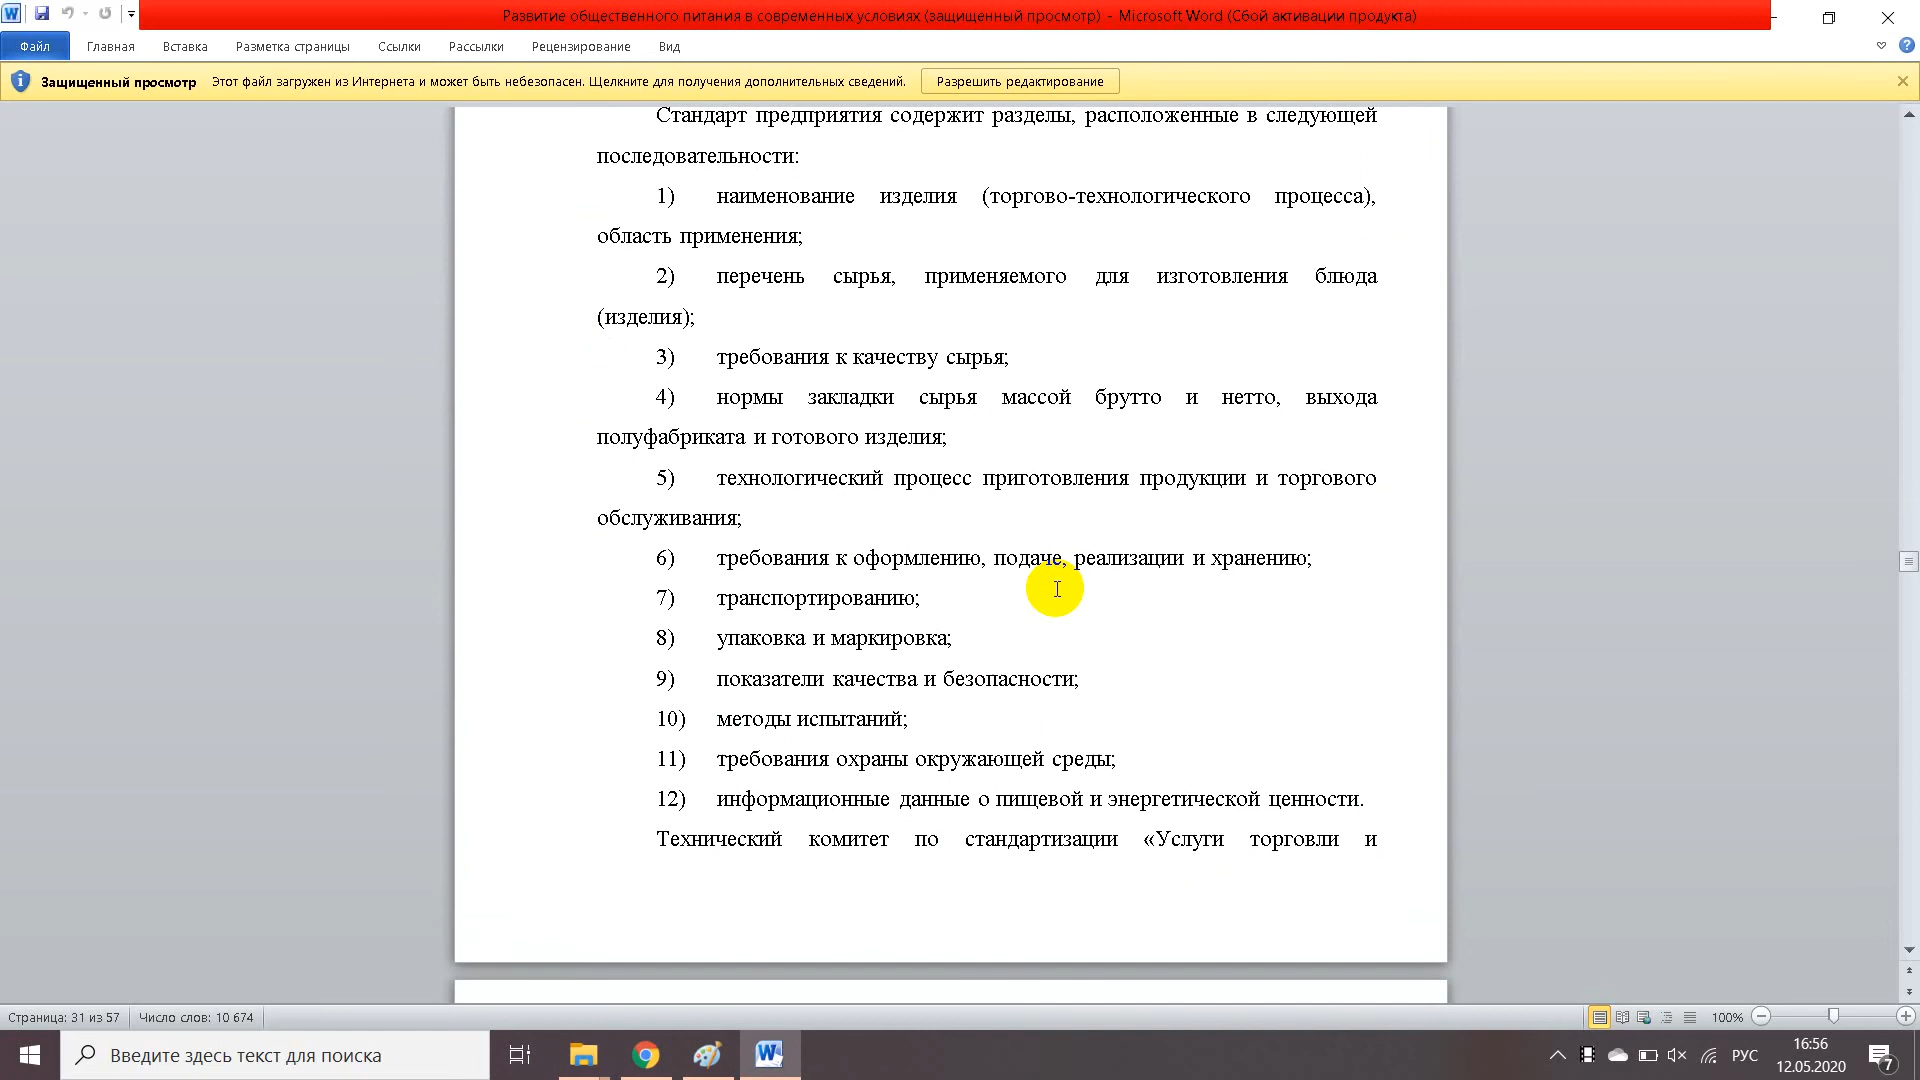 Развитие общественного питания в современных условиях (защищенный просмотр) - Microsoft Word (Сбой активации продукта)
Файл Главная Вставка Разметка страницы Ссылки Рассылки Рецензирование Вид
Защищенный просмотр Этот файл загружен из Интернета и может быть небезопасен. Щелкните для получения дополнительных сведений. Разрешить редактирование
Стандарт предприятия содержит разделы, расположенные в следующей
последовательности:
1) наименование изделия (торгово-технологического процесса),
область применения;
2) перечень сырья, применяемого для изготовления блюда
(изделия);
3) требования к качеству сырья;
4) нормы закладки сырья массой брутто и нетто, выхода
полуфабриката и готового изделия;
5) технологический процесс приготовления продукции и торгового
обслуживания;
6) требования к оформлению, подаче, реализации и хранению;
7) транспортированию;
8) упаковка и маркировка;
9) показатели качества и безопасности;
10) методы испытаний;
11) требования охраны окружающей среды;
12) информационные данные о пищевой и энергетической ценности.
Технический комитет по стандартизации «Услуги торговли и
Страница: 31 из 57 Число слов: 10 674 100%
Введите здесь текст для поиска РУС 16:56
12.05.2020 7